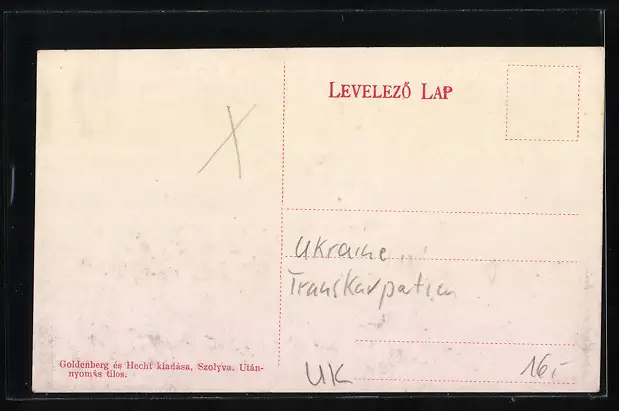 LEVELEZŐ LAP
Ukraine
Transkarpatien
Goldenberg és Hecht kiadása, Szolyva. Után-
nyomás tilos.
UK
16,-